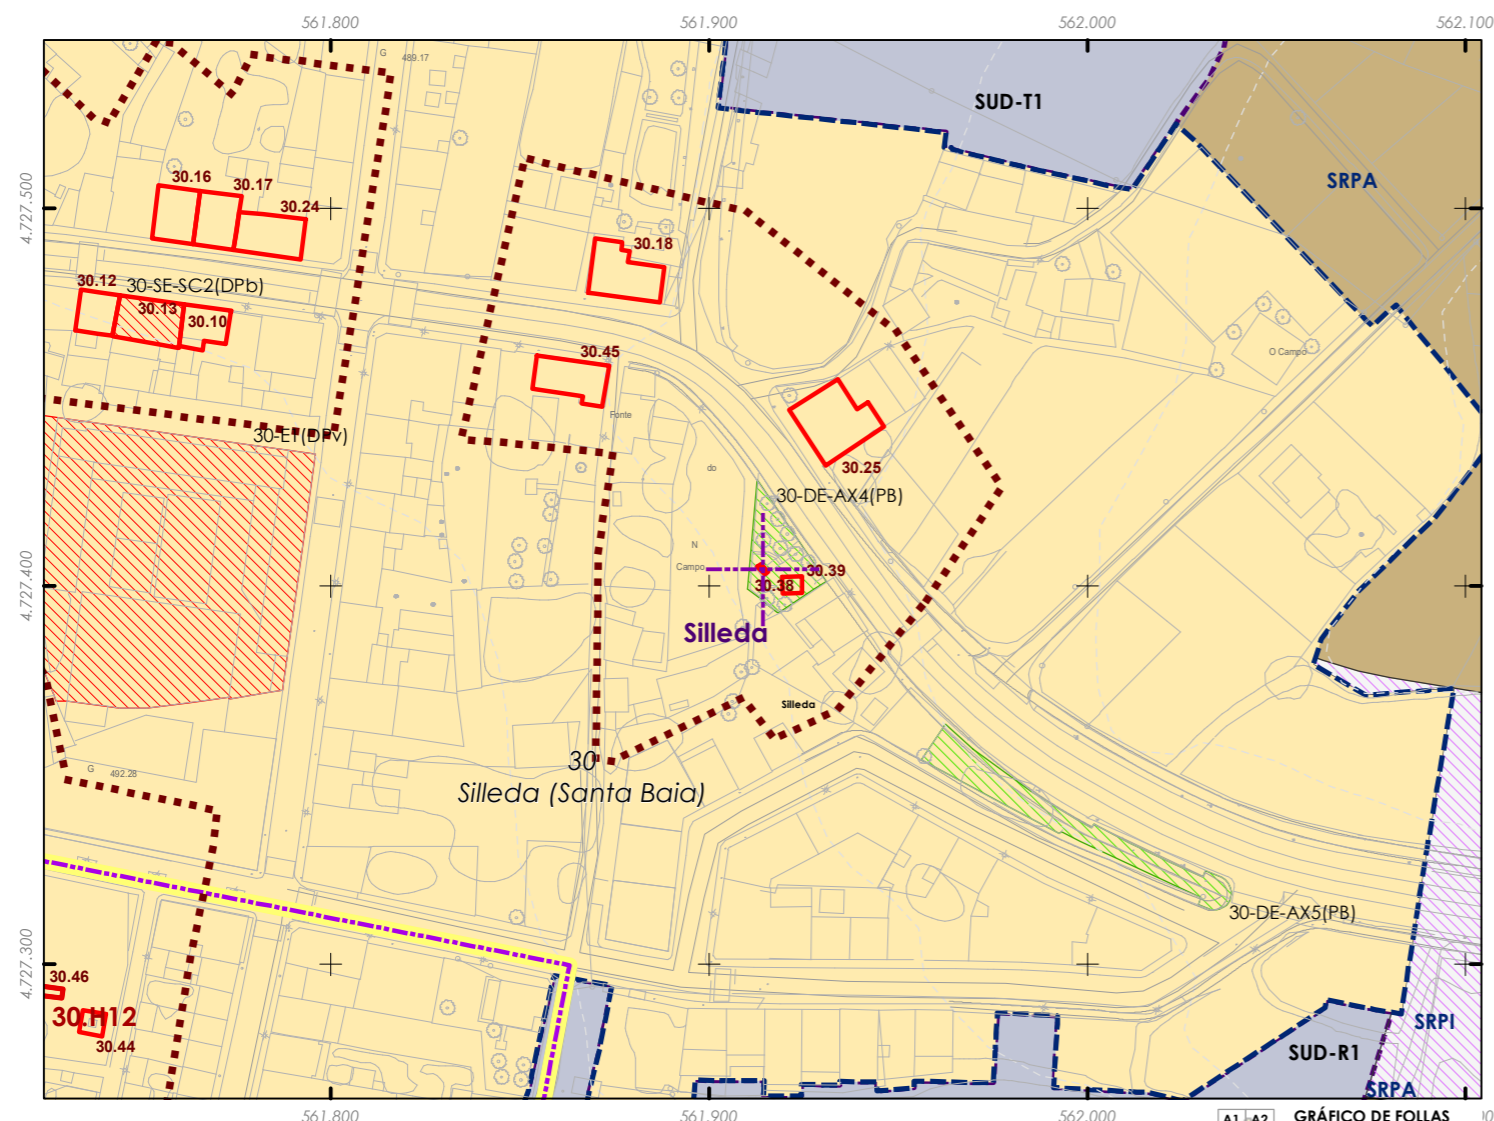 561.800
561.900
562.000
562.100
G
489.17
SUD-T1
SRPA
30.16
30.17
30.24
4.727.500
30.18
30.12
30-SE-SC2(DPb)
30.13
30.10
30.45
O Campo
Fonte
30-E1(DPv)
do
30.25
30-DE-AX4(PB)
N
Campo
30.39
30.38
4.727.400
Silleda
Silleda
30
Silleda (Santa Baia)
G
492.28
30-DE-AX5(PB)
4.727.300
30.46
30.H12
30.44
SRPI
SUD-R1
SRPA
561.800
561.900
562.000
A1
A2
GRÁFICO DE FOLLAS